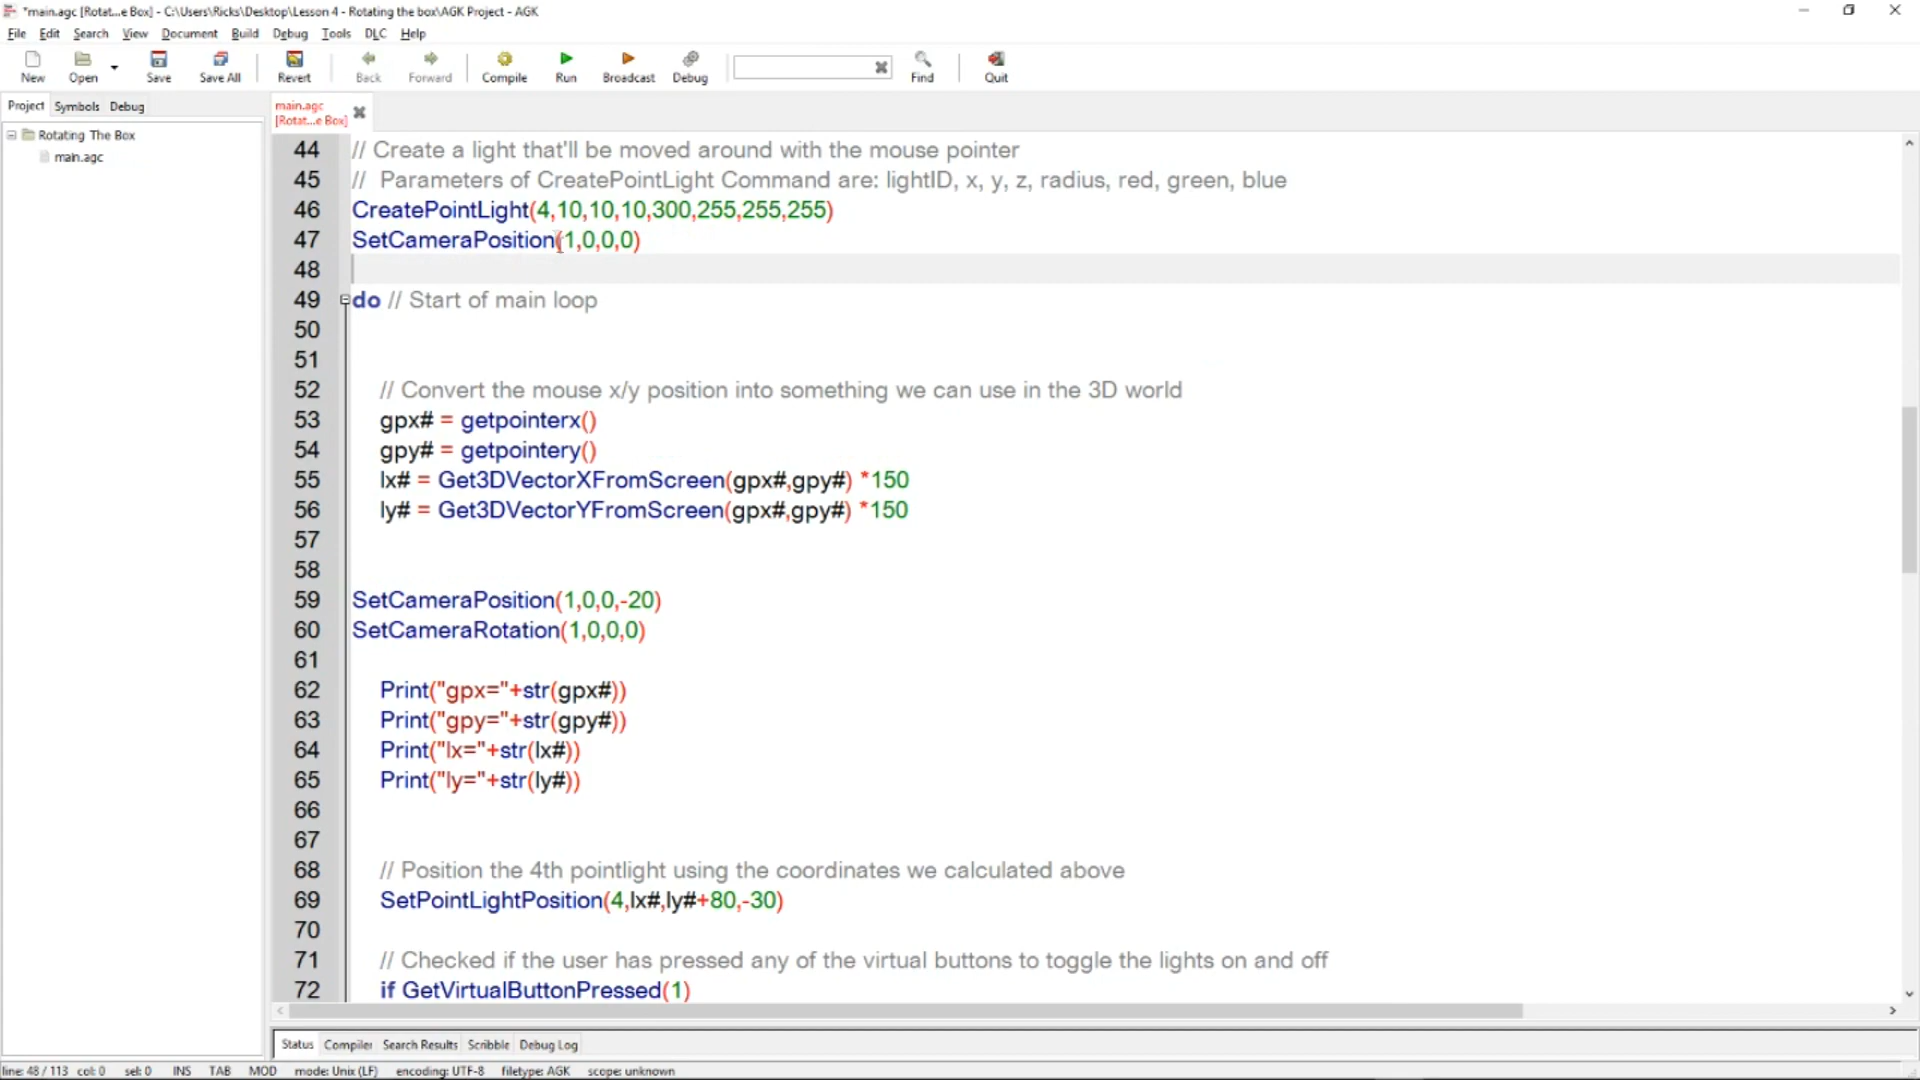 *main.agc [Rotat...e Box] - C:\Users\Ricks\Desktop\Lesson 4 - Rotating the box\AGK Project - AGK
File Edit Search View Document Build Debug Tools DLC Help
New Open Save Save All Revert Back Forward Compile Run Broadcast Debug Find Quit
Project Symbols Debug
main.agc
[Rotat...e Box]
Rotating The Box
main.agc
44 // Create a light that'll be moved around with the mouse pointer
45 // Parameters of CreatePointLight Command are: lightID, x, y, z, radius, red, green, blue
46 CreatePointLight(4,10,10,10,300,255,255,255)
47 SetCameraPosition(1,0,0,0)
48
49 do // Start of main loop
50
51
52 // Convert the mouse x/y position into something we can use in the 3D world
53 gpx# = getpointerx()
54 gpy# = getpointery()
55 lx# = Get3DVectorXFromScreen(gpx#,gpy#) *150
56 ly# = Get3DVectorYFromScreen(gpx#,gpy#) *150
57
58
59 SetCameraPosition(1,0,0,-20)
60 SetCameraRotation(1,0,0,0)
61
62 Print("gpx="+str(gpx#))
63 Print("gpy="+str(gpy#))
64 Print("lx="+str(lx#))
65 Print("ly="+str(ly#))
66
67
68 // Position the 4th pointlight using the coordinates we calculated above
69 SetPointLightPosition(4,lx#,ly#+80,-30)
70
71 // Checked if the user has pressed any of the virtual buttons to toggle the lights on and off
72 if GetVirtualButtonPressed(1)
Status Compiler Search Results Scribble Debug Log
line: 48 / 113 col: 0 sel: 0 INS TAB MOD mode: Unix (LF) encoding: UTF-8 filetype: AGK scope: unknown